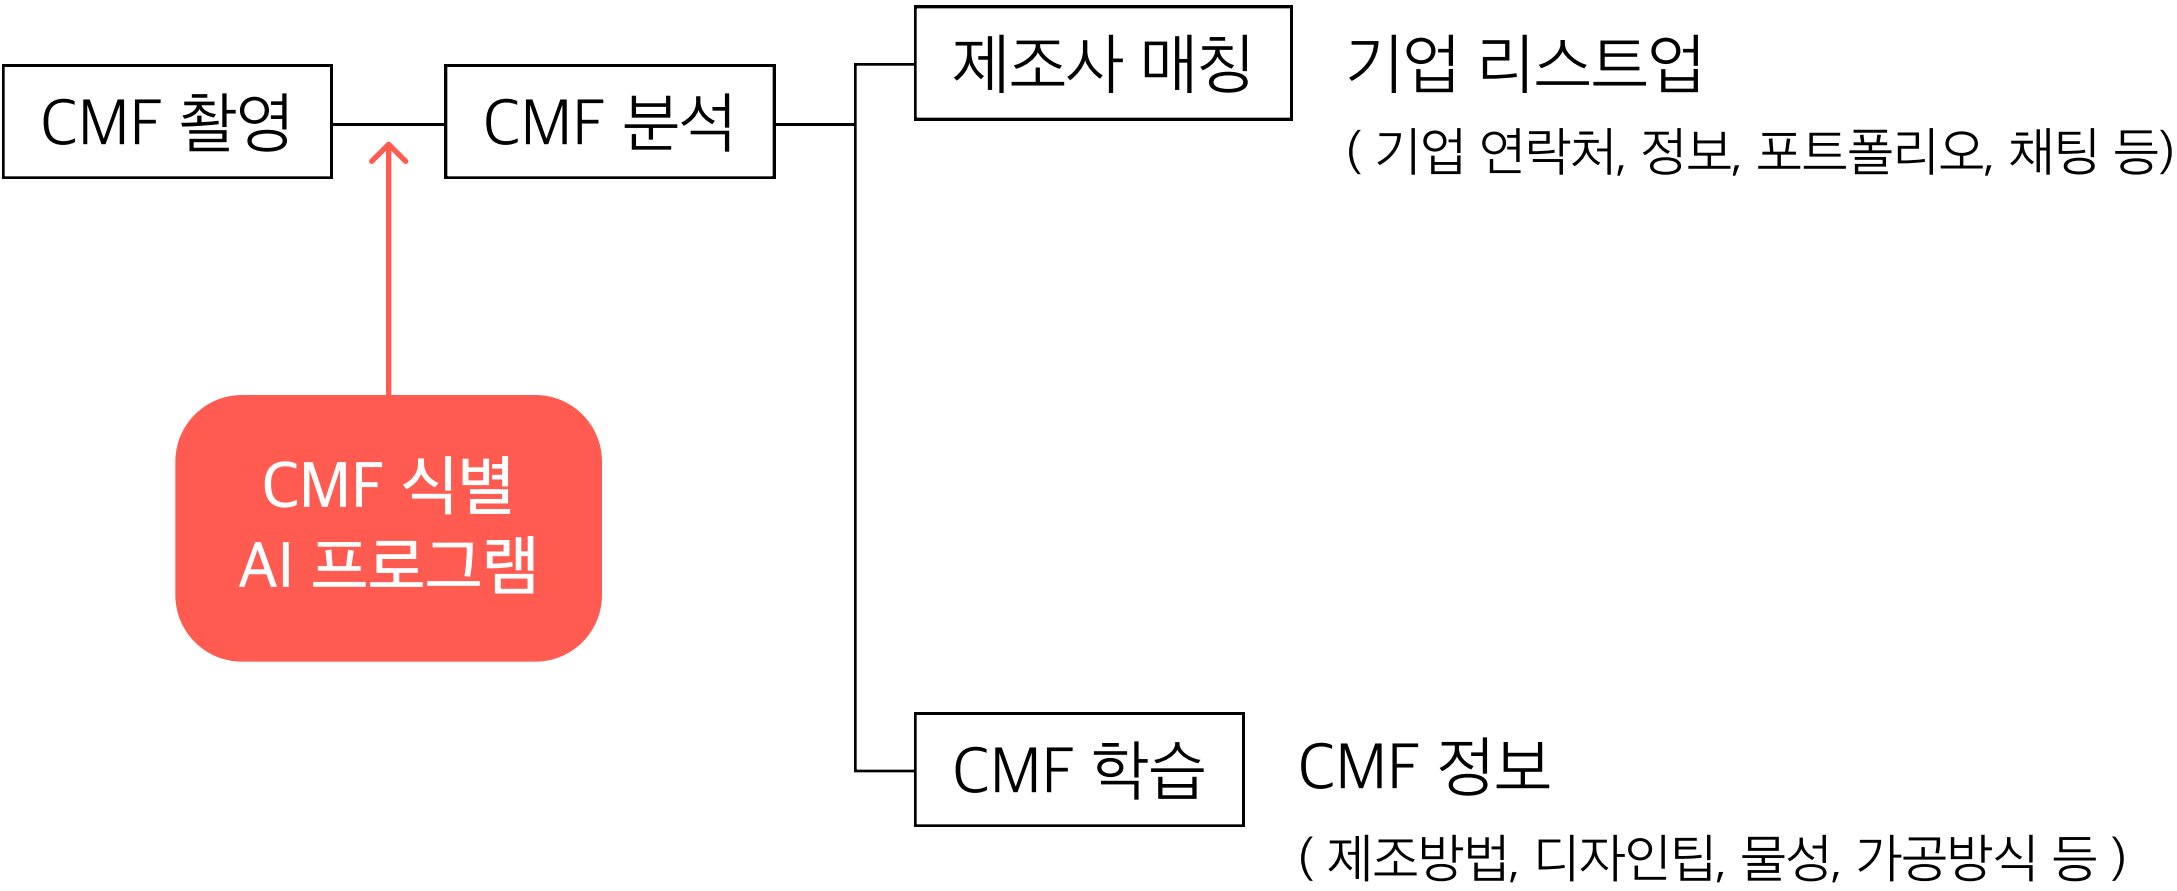 CMF 촬영
CMF 분석
제조사 매칭
기업 리스트업
( 기업 연락처, 정보, 포트폴리오, 채팅 등)
CMF 식별
AI 프로그램
CMF 학습
CMF 정보
( 제조방법, 디자인팁, 물성, 가공방식 등 )